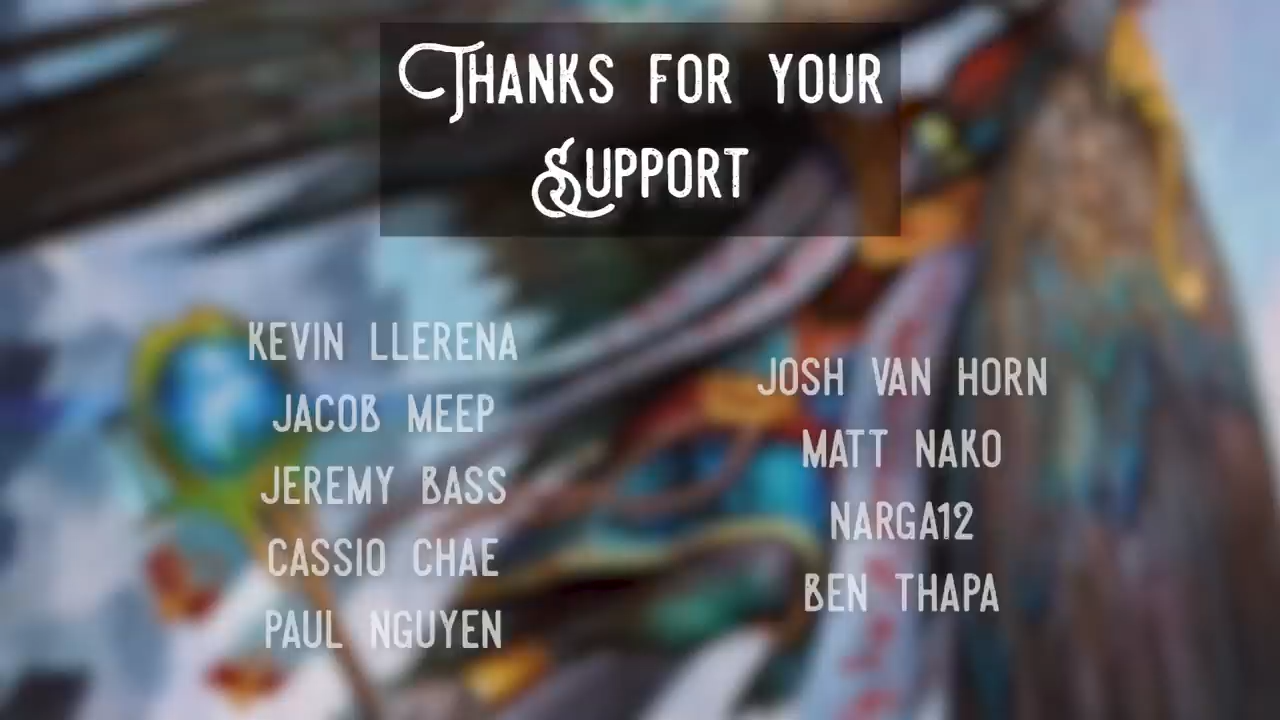 Thanks for your
Support
KEVIN LLERENA
JACOB MEEP
JEREMY BASS
CASSIO CHAE
PAUL NGUYEN
JOSH VAN HORN
MATT NAKO
NARGA12
BEN THAPA